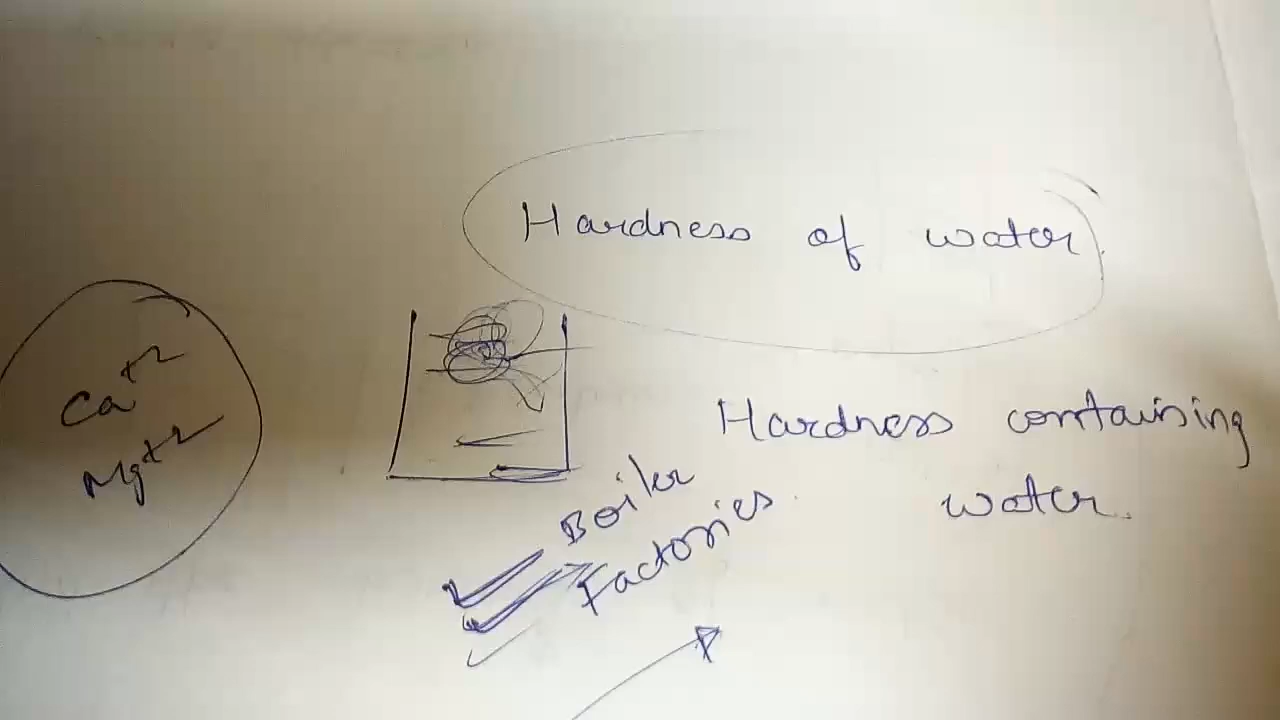 Hardness of water.
Ca+2
Mg+2
Hardness containing
water.
Boiler
Factories